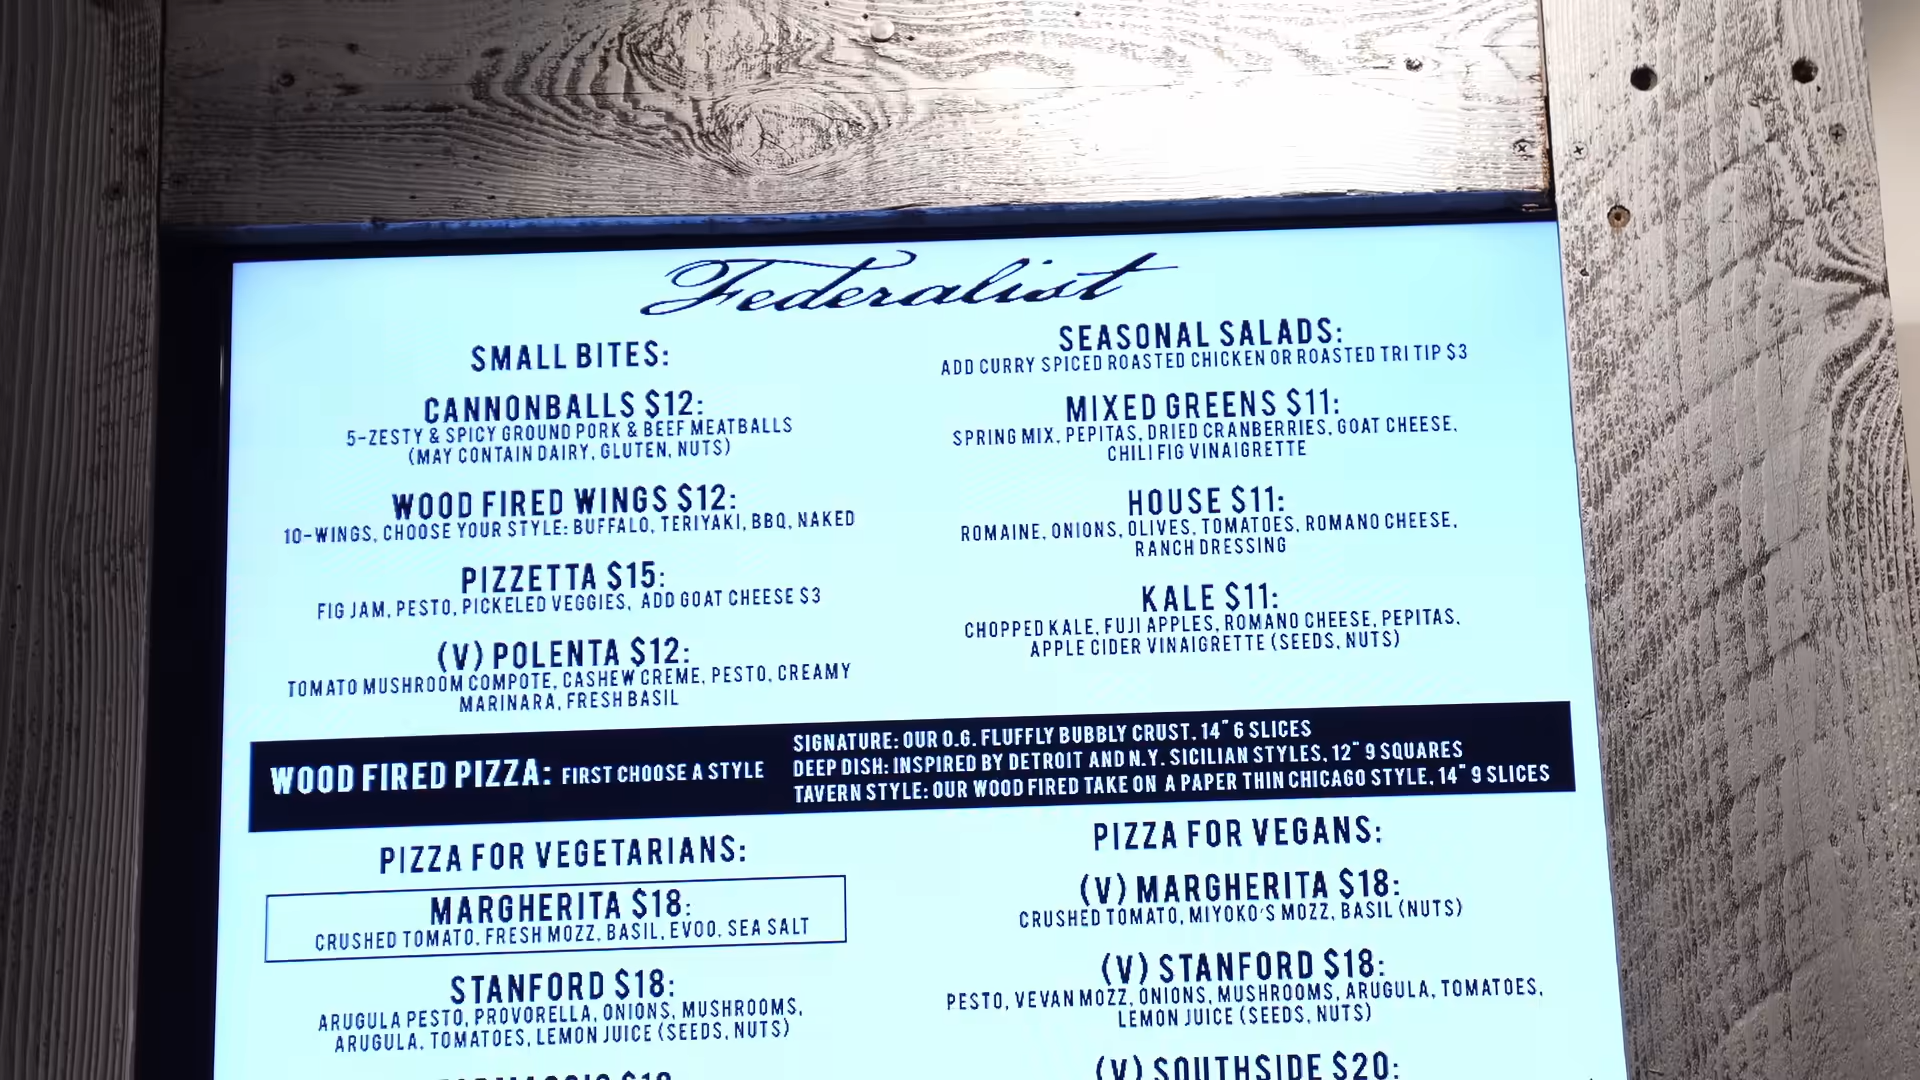 Federalist
SMALL BITES:
CANNONBALLS $12:
5-ZESTY & SPICY GROUND PORK & BEEF MEATBALLS
(MAY CONTAIN DAIRY, GLUTEN, NUTS)
WOOD FIRED WINGS $12:
10-WINGS, CHOOSE YOUR STYLE: BUFFALO, TERIYAKI, BBQ, NAKED
PIZZETTA $15:
FIG JAM, PESTO, PICKELED VEGGIES, ADD GOAT CHEESE $3
(V) POLENTA $12:
TOMATO MUSHROOM COMPOTE, CASHEW CREME, PESTO, CREAMY
MARINARA, FRESH BASIL
SEASONAL SALADS:
ADD CURRY SPICED ROASTED CHICKEN OR ROASTED TRI TIP $3
MIXED GREENS $11:
SPRING MIX, PEPITAS, DRIED CRANBERRIES, GOAT CHEESE,
CHILI FIG VINAIGRETTE
HOUSE $11:
ROMAINE, ONIONS, OLIVES, TOMATOES, ROMANO CHEESE,
RANCH DRESSING
KALE $11:
CHOPPED KALE, FUJI APPLES, ROMANO CHEESE, PEPITAS,
APPLE CIDER VINAIGRETTE (SEEDS, NUTS)
WOOD FIRED PIZZA: FIRST CHOOSE A STYLE
SIGNATURE: OUR O.G. FLUFFLY BUBBLY CRUST, 14" 6 SLICES
DEEP DISH: INSPIRED BY DETROIT AND N.Y. SICILIAN STYLES, 12" 9 SQUARES
TAVERN STYLE: OUR WOOD FIRED TAKE ON A PAPER THIN CHICAGO STYLE, 14" 9 SLICES
PIZZA FOR VEGETARIANS:
MARGHERITA $18:
CRUSHED TOMATO, FRESH MOZZ, BASIL, EVOO, SEA SALT
STANFORD $18:
ARUGULA PESTO, PROVORELLA, ONIONS, MUSHROOMS,
ARUGULA, TOMATOES, LEMON JUICE (SEEDS, NUTS)
PIZZA FOR VEGANS:
(V) MARGHERITA $18:
CRUSHED TOMATO, MIYOKO'S MOZZ, BASIL (NUTS)
(V) STANFORD $18:
PESTO, VEVAN MOZZ, ONIONS, MUSHROOMS, ARUGULA, TOMATOES,
LEMON JUICE (SEEDS, NUTS)
(V) SOUTHSIDE $20: